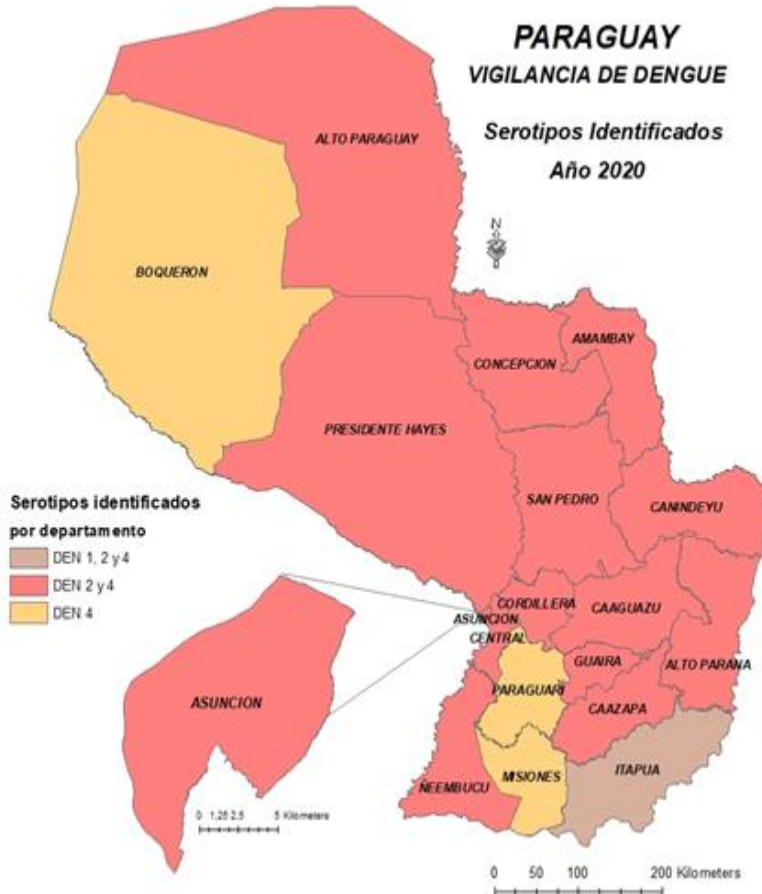 PARAGUAY
VIGILANCIA DE DENGUE
Serotipos Identificados
Año 2020
N
ALTO PARAGUAY
BOQUERON
AMAMBAY
CONCEPCION
PRESIDENTE HAYES
SAN PEDRO
CANINDEYU
Serotipos identificados
por departamento
DEN 1, 2 y 4
DEN 2 y 4
DEN 4
CORDILLERA
ASUNCION
CENTRAL
CAAGUAZU
GUAIRA
ALTO PARANA
PARAGUARI
CAAZAPA
ASUNCION
ÑEEMBUCU
MISIONES
ITAPUA
0 1,25 2,5 5 Kilometers
0 50 100 200 Kilometers